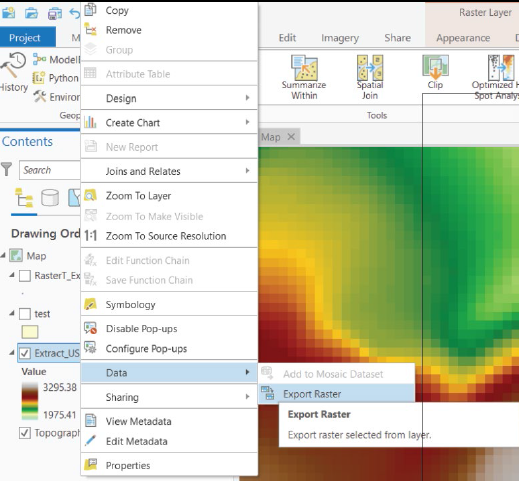 Raster Layer
Project
M
Edit
Imagery
Share
Appearance
D
History
ModelB
Python
Environ
Geop
Summarize
Within
Spatial
Join
Clip
Optimized H
Spot Analys
Tools
Contents
Search
Drawing Ord
Map
RasterT_Ex
test
Extract_US
Value
3295.38
1975.41
Topograph
Copy
Remove
Group
Attribute Table
Design
Create Chart
New Report
Joins and Relates
Zoom To Layer
Zoom To Make Visible
1:1 Zoom To Source Resolution
Edit Function Chain
Save Function Chain
Symbology
Disable Pop-ups
Configure Pop-ups
Data
Sharing
View Metadata
Edit Metadata
Properties
Map
Add to Mosaic Dataset
Export Raster
Export Raster
Export raster selected from layer.